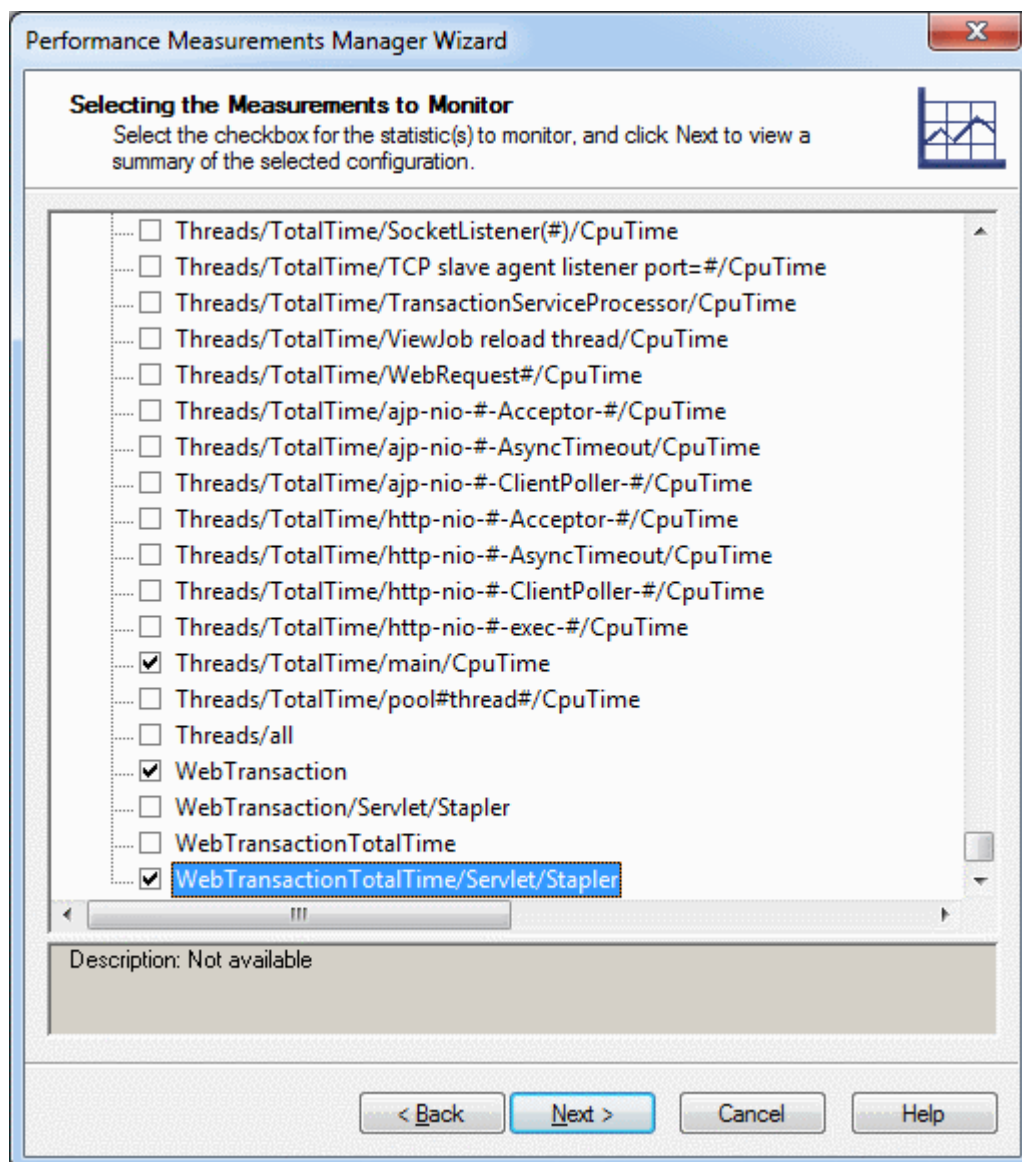 Performance Measurements Manager Wizard
Selecting the Measurements to Monitor
Select the checkbox for the statistic(s) to monitor, and click Next to view a
summary of the selected configuration.
Threads/TotalTime/SocketListener(#)/CpuTime
Threads/TotalTime/TCP slave agent listener port=#/CpuTime
Threads/TotalTime/TransactionServiceProcessor/CpuTime
Threads/TotalTime/ViewJob reload thread/CpuTime
Threads/TotalTime/WebRequest#/CpuTime
Threads/TotalTime/ajp-nio-#-Acceptor-#/CpuTime
Threads/TotalTime/ajp-nio-#-AsyncTimeout/CpuTime
Threads/TotalTime/ajp-nio-#-ClientPoller-#/CpuTime
Threads/TotalTime/http-nio-#-Acceptor-#/CpuTime
Threads/TotalTime/http-nio-#-AsyncTimeout/CpuTime
Threads/TotalTime/http-nio-#-ClientPoller-#/CpuTime
Threads/TotalTime/http-nio-#-exec-#/CpuTime
Threads/TotalTime/main/CpuTime
Threads/TotalTime/pool#thread#/CpuTime
Threads/all
WebTransaction
WebTransaction/Servlet/Stapler
WebTransactionTotalTime
WebTransactionTotalTime/Servlet/Stapler
Description: Not available
< Back Next > Cancel Help